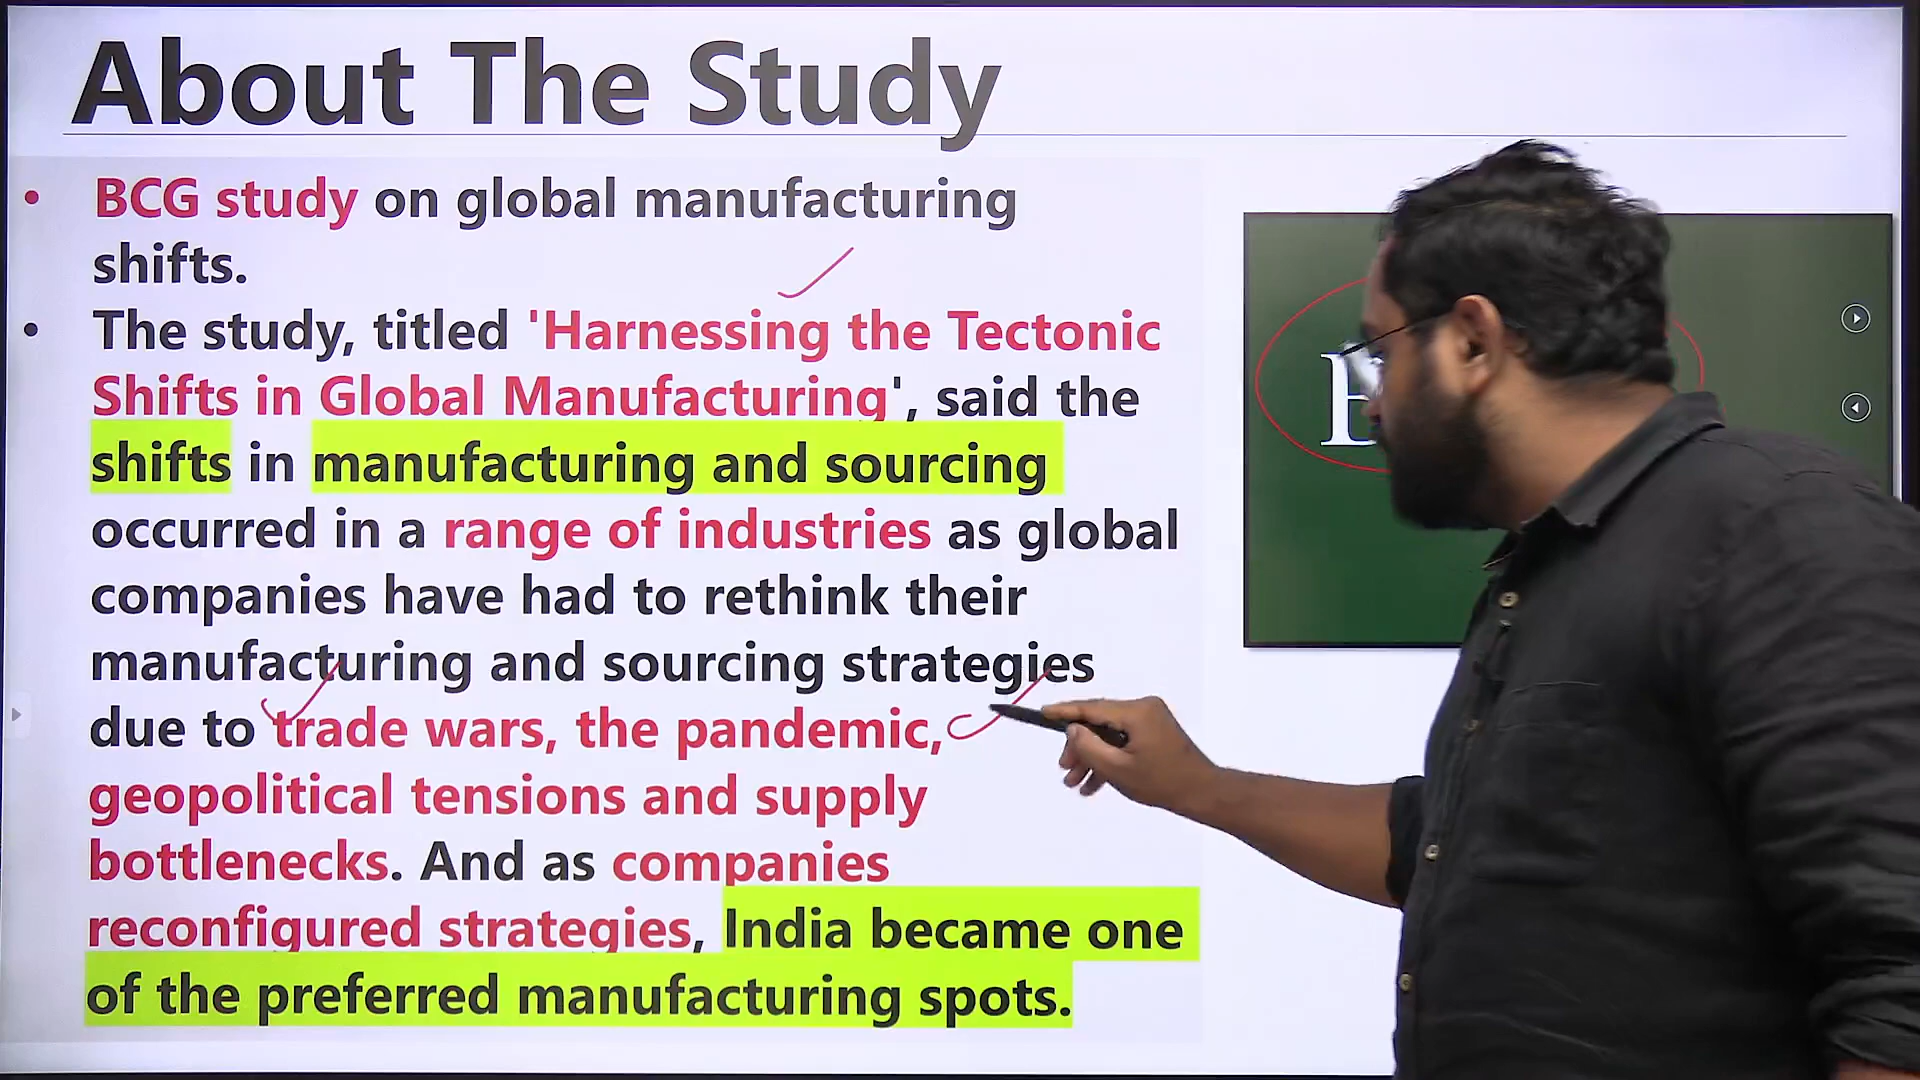 About The Study
• BCG study on global manufacturing
shifts.
• The study, titled 'Harnessing the Tectonic
Shifts in Global Manufacturing', said the
shifts in manufacturing and sourcing
occurred in a range of industries as global
companies have had to rethink their
manufacturing and sourcing strategies
due to trade wars, the pandemic,
geopolitical tensions and supply
bottlenecks. And as companies
reconfigured strategies, India became one
of the preferred manufacturing spots.